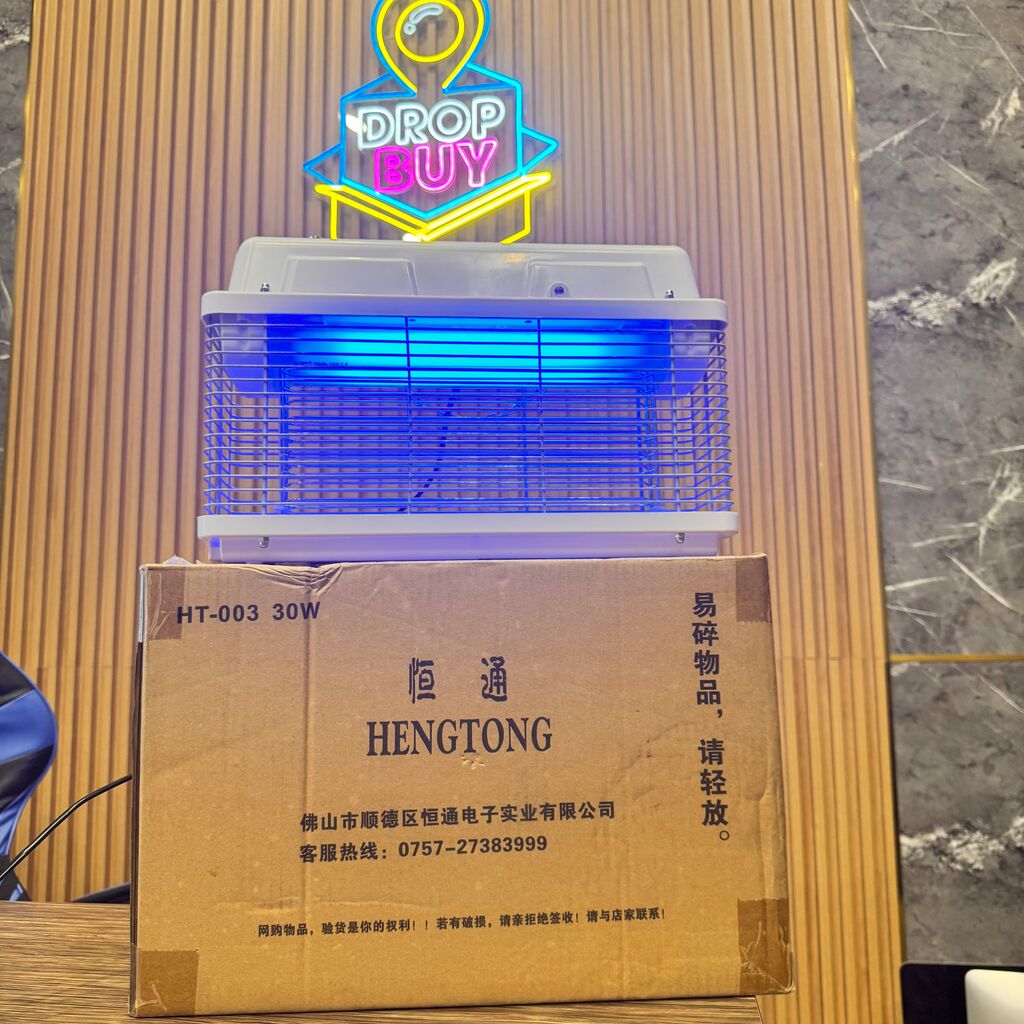 DROP
BUY
HT-003 30W
易碎物品，请轻放。
恒 通
HENGTONG
佛山市顺德区恒通电子实业有限公司
客服热线：0757-27383999
网购物品，验货是你的权利！！若有破损，请亲拒绝签收！请与店家联系！